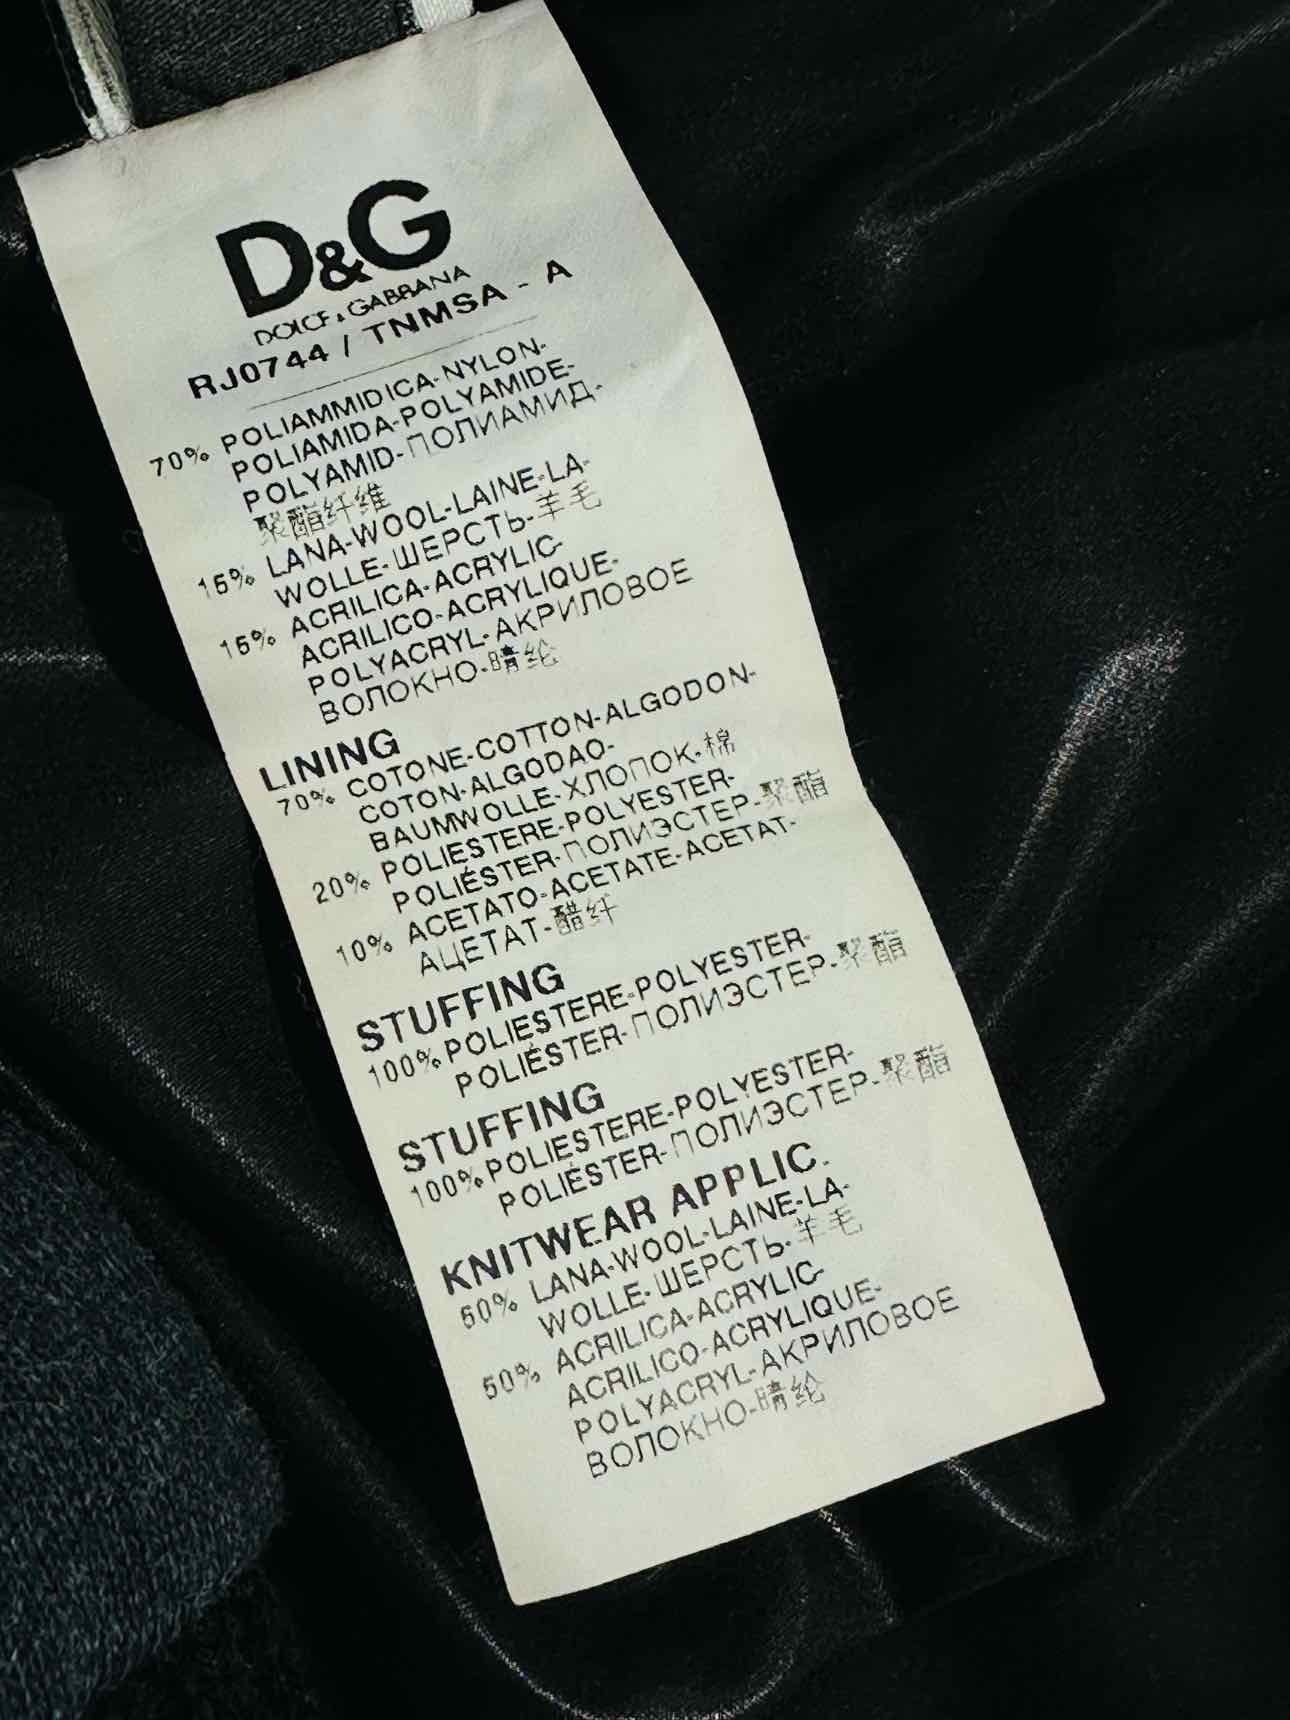 D&G
DOLCE & GABBANA
RJ0744 / TNMSA - A
70% POLIAMMIDICA-NYLON-
POLIAMIDA-POLYAMIDE-
POLYAMID-ПОЛИАМИД-
聚酯纤维
15% LANA-WOOL-LAINE-LA-
WOLLE-ШЕРСТЬ-羊毛
15% ACRILICA-ACRYLIC-
ACRILICO-ACRYLIQUE-
POLYACRYL-АКРИЛОВОЕ
ВОЛОКНО-晴纶
LINING
70% COTONE-COTTON-ALGODON-
COTON-ALGODAO-
BAUMWOLLE-ХЛОПОК-棉
20% POLIESTERE-POLYESTER-
POLIÉSTER-ПОЛИЭСТЕР-聚酯
10% ACETATO-ACETATE-ACETAT-
АЦЕТАТ-醋纤
STUFFING
100% POLIESTERE-POLYESTER-
POLIÉSTER-ПОЛИЭСТЕР-聚酯
STUFFING
100% POLIESTERE-POLYESTER-
POLIÉSTER-ПОЛИЭСТЕР-聚酯
KNITWEAR APPLIC.
50% LANA-WOOL-LAINE-LA-
WOLLE-ШЕРСТЬ-羊毛
50% ACRILICA-ACRYLIC-
ACRILICO-ACRYLIQUE-
POLYACRYL-АКРИЛОВОЕ
ВОЛОКНО-晴纶